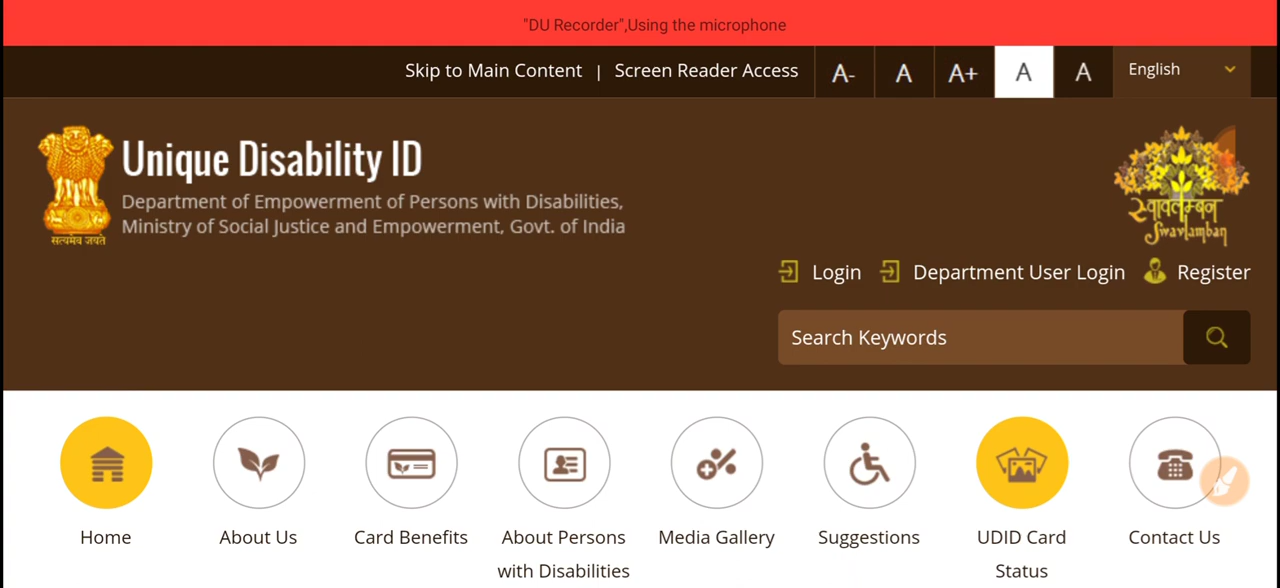 "DU Recorder",Using the microphone
Skip to Main Content | Screen Reader Access A- A A+ A A English
Unique Disability ID
Department of Empowerment of Persons with Disabilities,
Ministry of Social Justice and Empowerment, Govt. of India
सत्यमेव जयते
स्वावलम्बन
Swavlamban
Login Department User Login Register
Search Keywords
Home About Us Card Benefits About Persons with Disabilities Media Gallery Suggestions UDID Card Status Contact Us